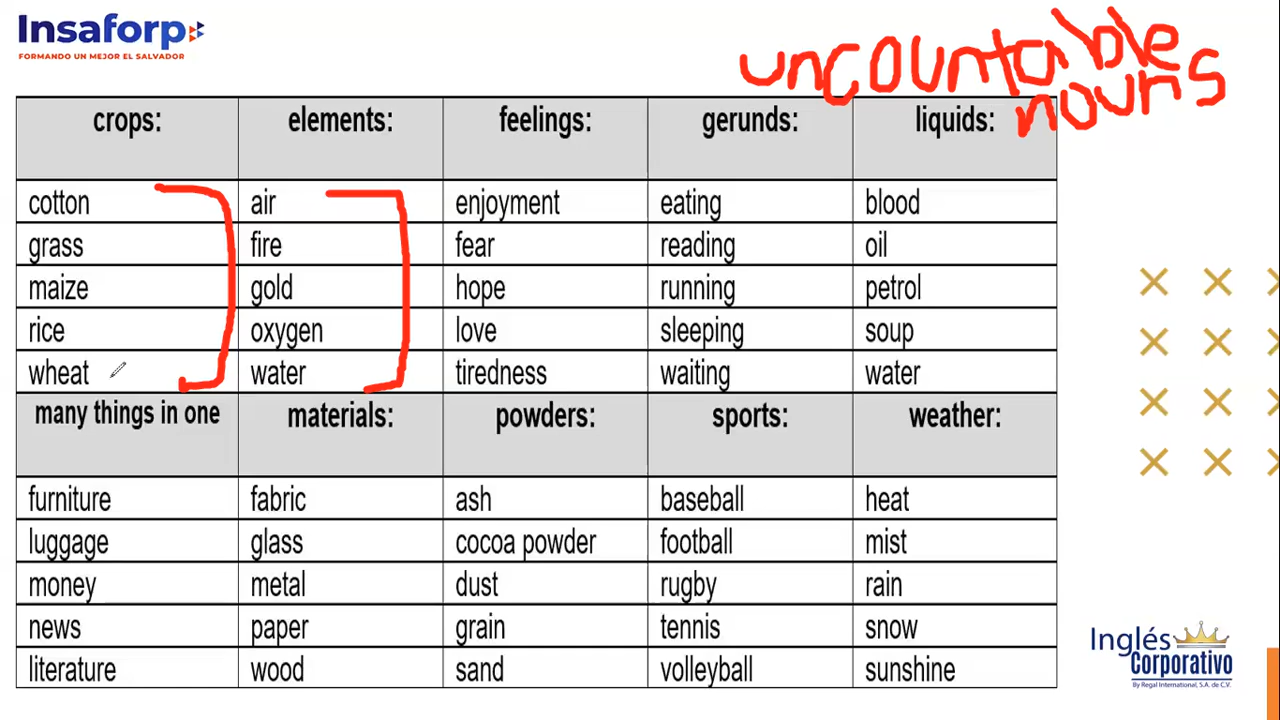 Insaforp
FORMANDO UN MEJOR EL SALVADOR
uncountable
nouns
crops: elements: feelings: gerunds: liquids:
cotton air enjoyment eating blood
grass fire fear reading oil
maize gold hope running petrol
rice oxygen love sleeping soup
wheat water tiredness waiting water
many things in one materials: powders: sports: weather:
furniture fabric ash baseball heat
luggage glass cocoa powder football mist
money metal dust rugby rain
news paper grain tennis snow
literature wood sand volleyball sunshine
Inglés
Corporativo
By Regal International, S.A. de C.V.